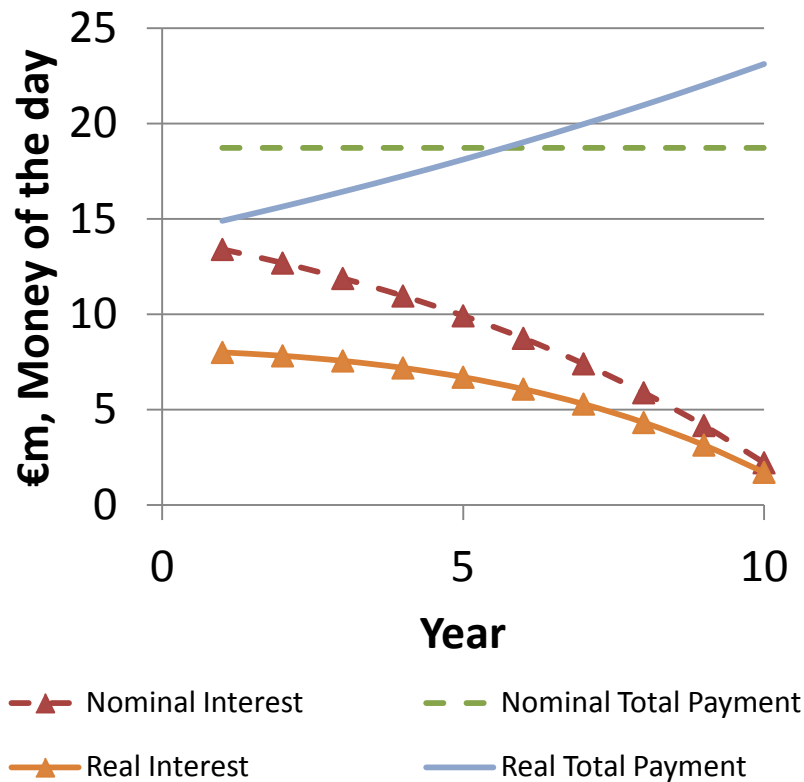 25
20
15
10
5
0
€m, Money of the day
0 5 10
Year
Nominal Interest Nominal Total Payment
Real Interest Real Total Payment